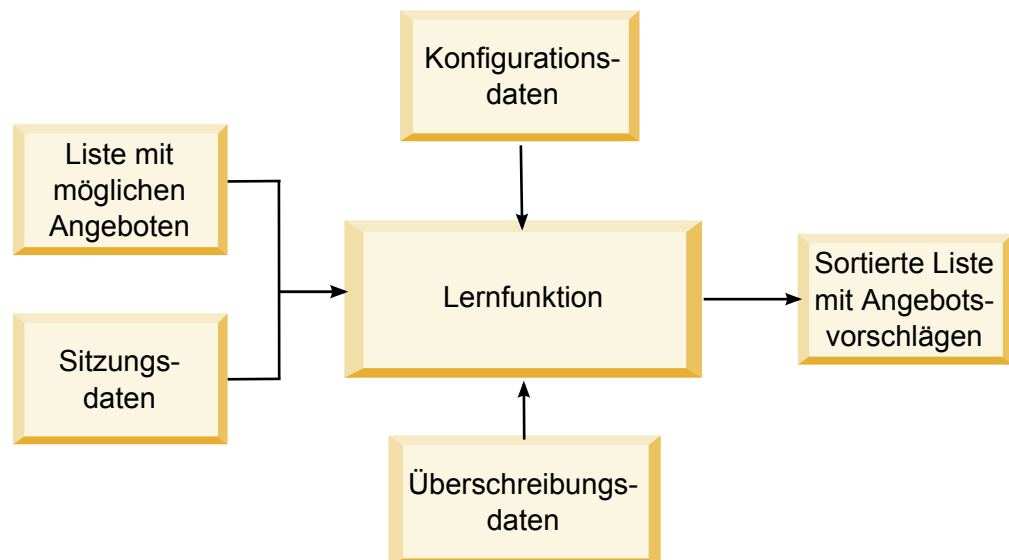 Konfigurations-
daten
Liste mit
möglichen
Angeboten
Lernfunktion
Sortierte Liste
mit Angebots-
vorschlägen
Sitzungs-
daten
Überschreibungs-
daten